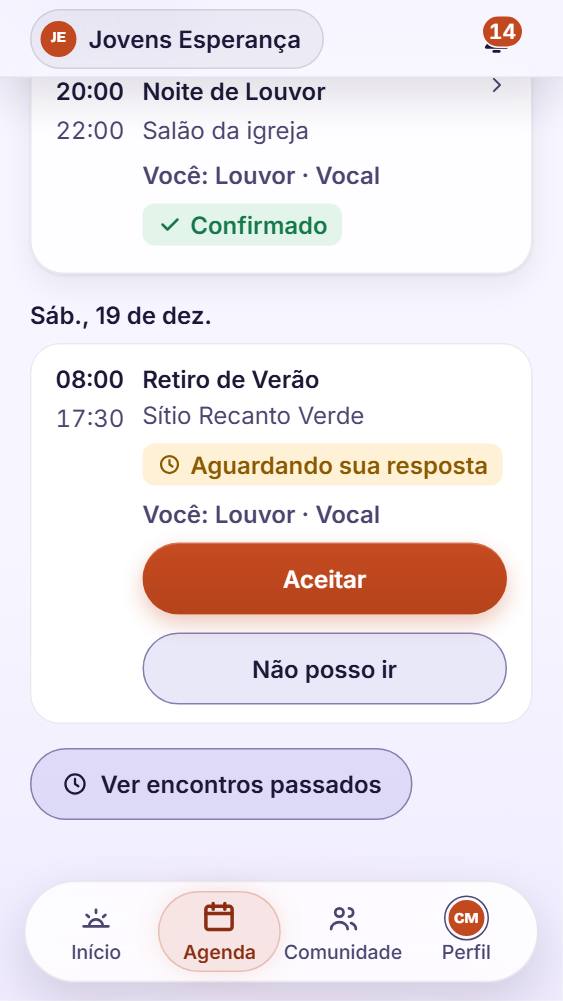 JE Jovens Esperança
14
20:00 Noite de Louvor
22:00 Salão da igreja
Você: Louvor · Vocal
Confirmado
Sáb., 19 de dez.
08:00 Retiro de Verão
17:30 Sítio Recanto Verde
Aguardando sua resposta
Você: Louvor · Vocal
Aceitar
Não posso ir
Ver encontros passados
CM
Início Agenda Comunidade Perfil